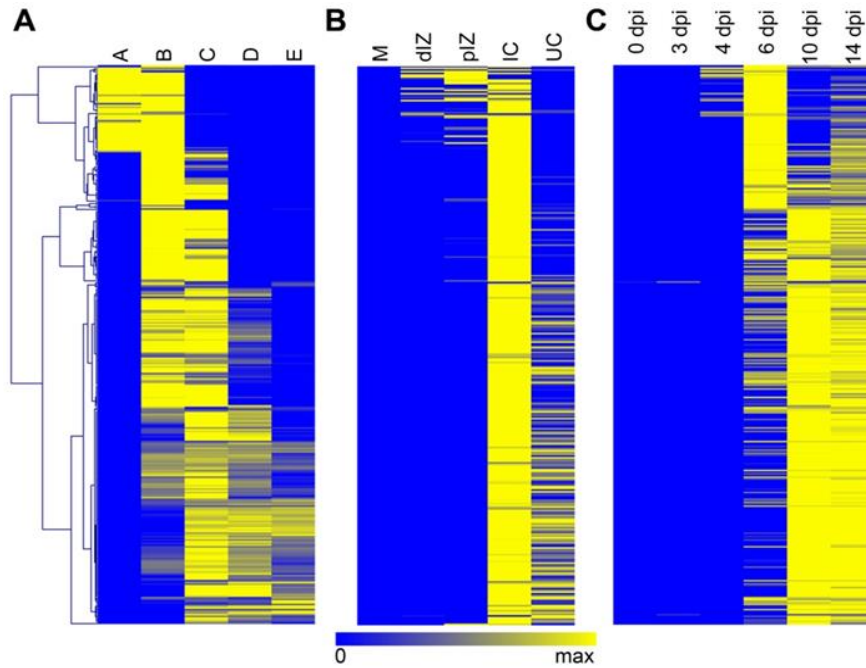 A B C
A B C D E
M dIZ pIZ IC UC
0 dpi 3 dpi 4 dpi 6 dpi 10 dpi 14 dpi
0 max